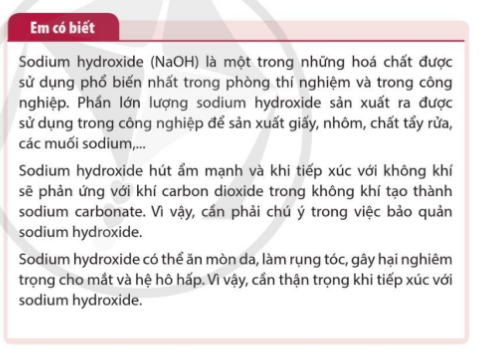 Em có biết
Sodium hydroxide (NaOH) là một trong những hoá chất được
sử dụng phổ biến nhất trong phòng thí nghiệm và trong công
nghiệp. Phần lớn lượng sodium hydroxide sản xuất ra được
sử dụng trong công nghiệp để sản xuất giấy, nhôm, chất tẩy rửa,
các muối sodium,...
Sodium hydroxide hút ẩm mạnh và khi tiếp xúc với không khí
sẽ phản ứng với khí carbon dioxide trong không khí tạo thành
sodium carbonate. Vì vậy, cần phải chú ý trong việc bảo quản
sodium hydroxide.
Sodium hydroxide có thể ăn mòn da, làm rụng tóc, gây hại nghiêm
trọng cho mắt và hệ hô hấp. Vì vậy, cẩn thận trọng khi tiếp xúc với
sodium hydroxide.